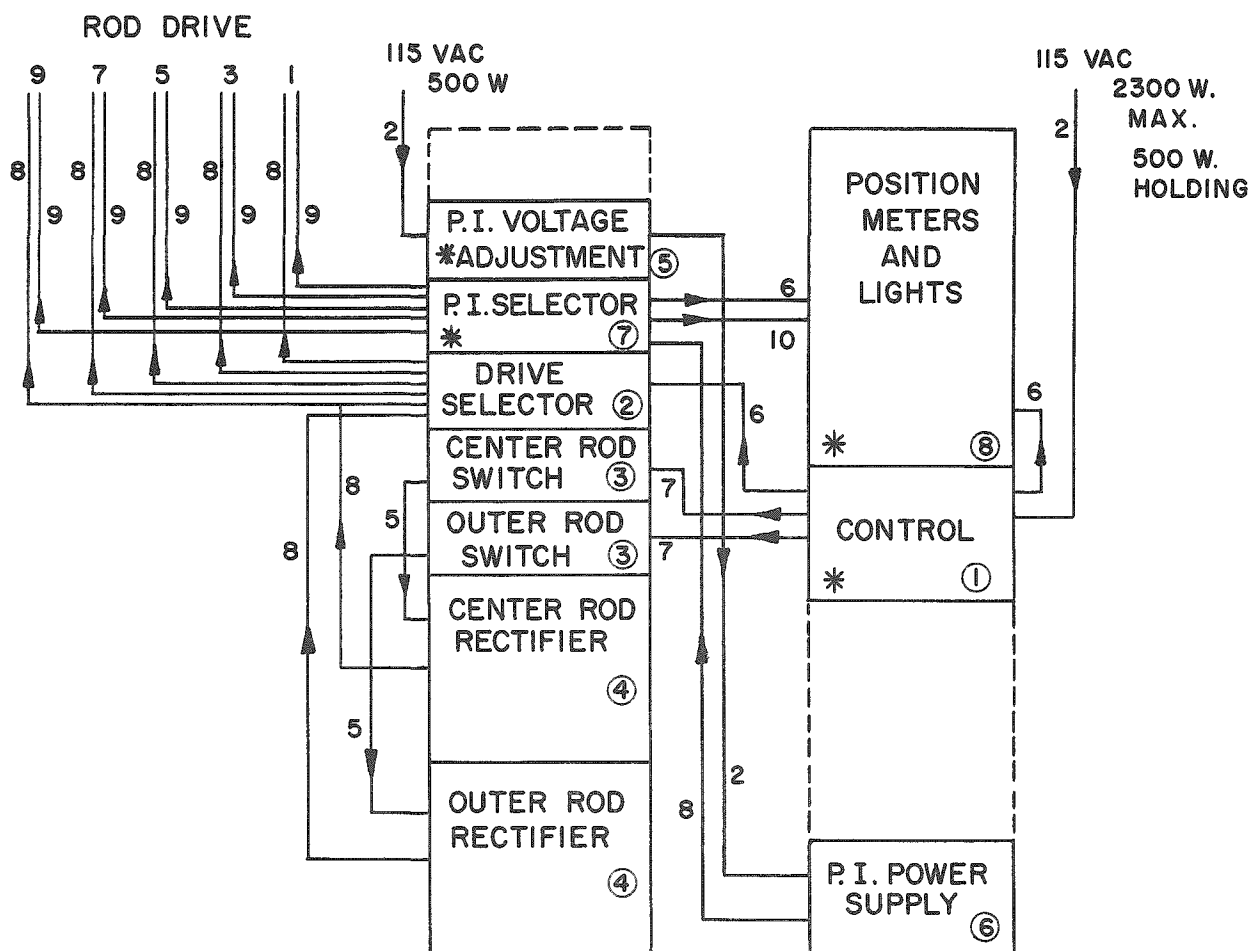 ROD DRIVE
9 7 5 3 1
8 8 8 8 8
9 9 9 9 9
115 VAC
500 W
2
P.I. VOLTAGE
*ADJUSTMENT ⑤
P.I. SELECTOR
* ⑦
DRIVE
SELECTOR ②
CENTER ROD
SWITCH ③
OUTER ROD
SWITCH ③
CENTER ROD
RECTIFIER
④
OUTER ROD
RECTIFIER
④
8
8
5
5
6
10
6
7
7
2
8
115 VAC
2300 W.
MAX.
500 W.
HOLDING
2
POSITION
METERS
AND
LIGHTS
* ⑧
6
CONTROL
* ①
P.I. POWER
SUPPLY ⑥